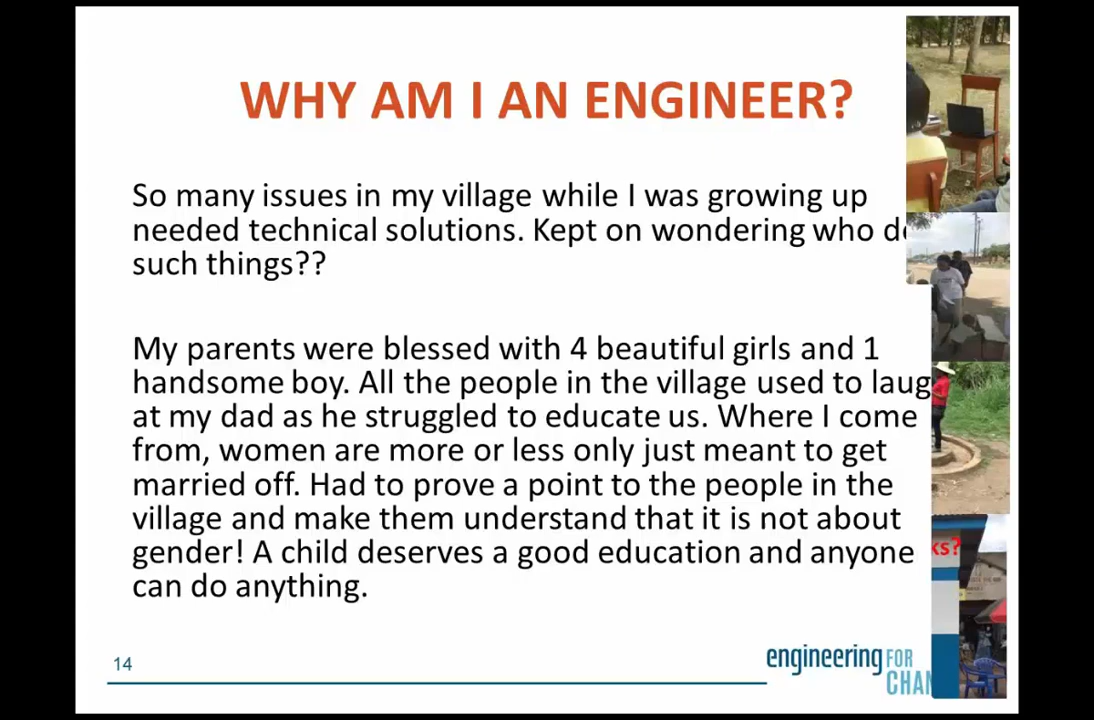 WHY AM I AN ENGINEER?
So many issues in my village while I was growing up
needed technical solutions. Kept on wondering who
such things??
My parents were blessed with 4 beautiful girls and 1
handsome boy. All the people in the village used to laug
at my dad as he struggled to educate us. Where I come
from, women are more or less only just meant to get
married off. Had to prove a point to the people in the
village and make them understand that it is not about
gender! A child deserves a good education and anyone
can do anything.
ks?
14
engineering FOR
CHAN